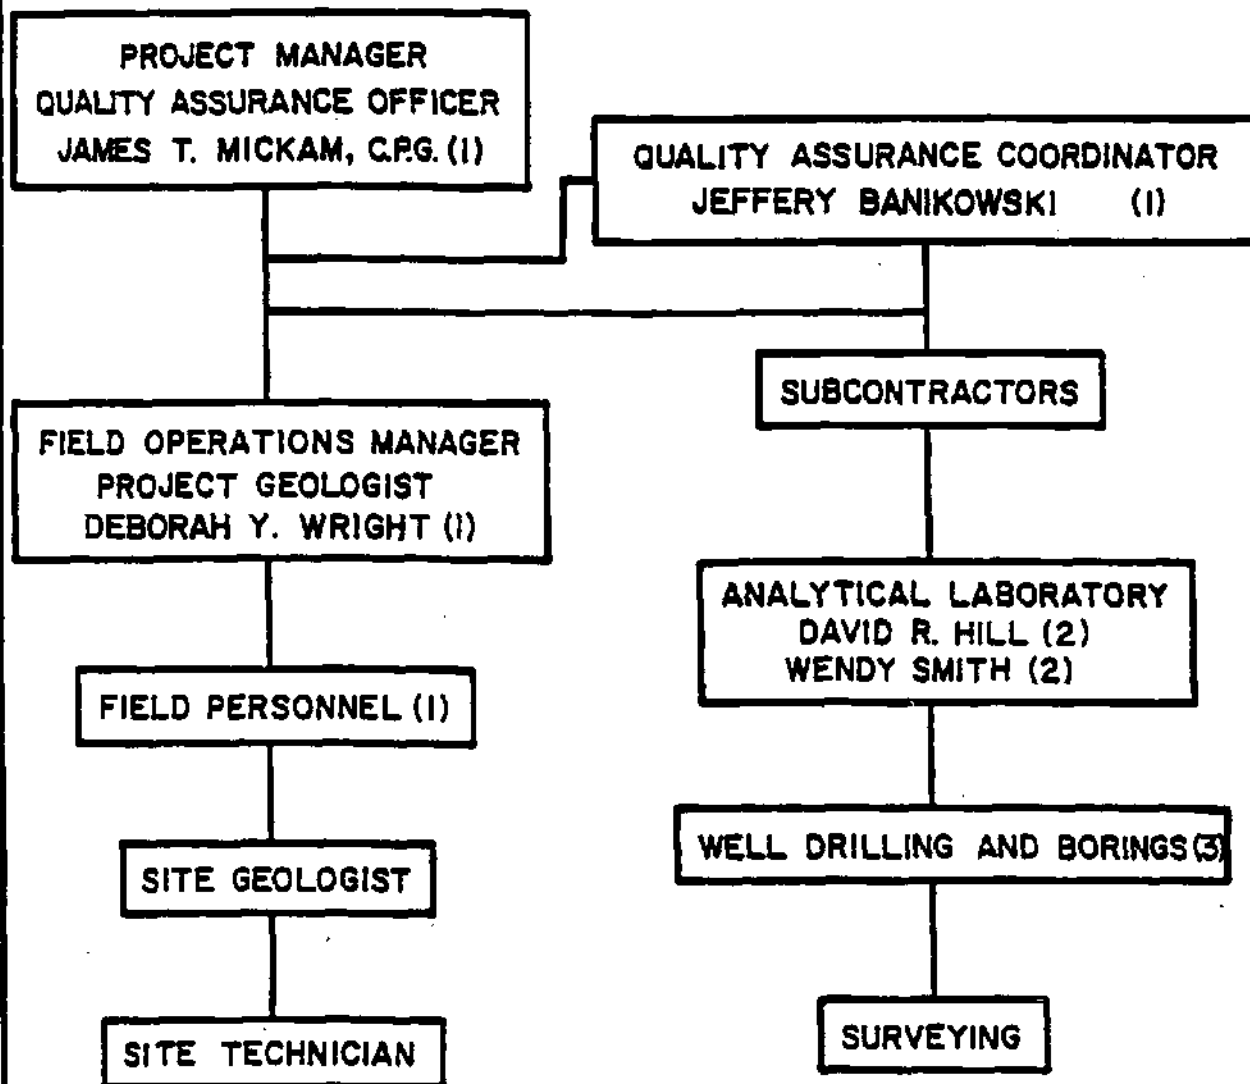 PROJECT MANAGER
QUALITY ASSURANCE OFFICER
JAMES T. MICKAM, C.P.G. (1)
QUALITY ASSURANCE COORDINATOR
JEFFERY BANIKOWSKI (1)
SUBCONTRACTORS
FIELD OPERATIONS MANAGER
PROJECT GEOLOGIST
DEBORAH Y. WRIGHT (1)
ANALYTICAL LABORATORY
DAVID R. HILL (2)
WENDY SMITH (2)
FIELD PERSONNEL (1)
WELL DRILLING AND BORINGS (3)
SITE GEOLOGIST
SURVEYING
SITE TECHNICIAN